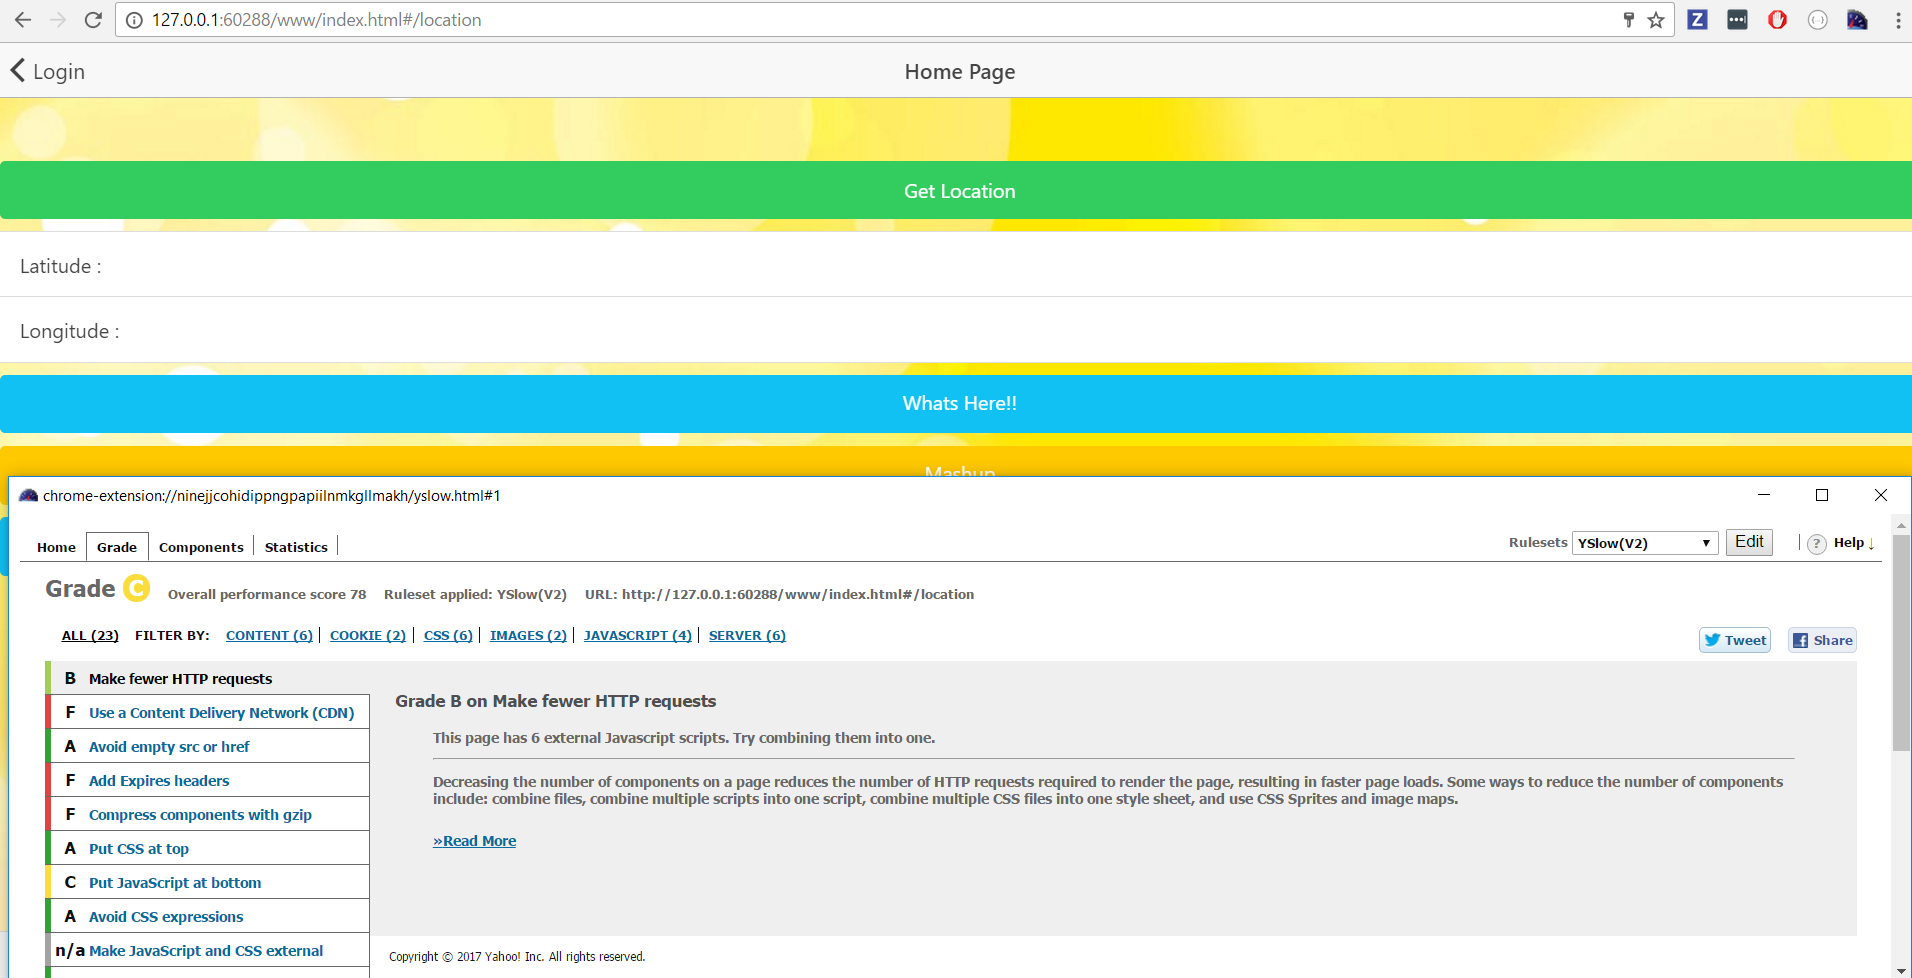 127.0.0.1:60288/www/index.html#/location
Login
Home Page
Get Location
Latitude :
Longitude :
Whats Here!!
Mashup
chrome-extension://ninejjcohidippngpapiilnmkgllmakh/yslow.html#1
Home Grade Components Statistics Rulesets YSlow(V2) Edit ? Help ↓
Grade C Overall performance score 78 Ruleset applied: YSlow(V2) URL: http://127.0.0.1:60288/www/index.html#/location
ALL (23) FILTER BY: CONTENT (6) | COOKIE (2) | CSS (6) | IMAGES (2) | JAVASCRIPT (4) | SERVER (6)
Tweet Share
B Make fewer HTTP requests
F Use a Content Delivery Network (CDN)
A Avoid empty src or href
F Add Expires headers
F Compress components with gzip
A Put CSS at top
C Put JavaScript at bottom
A Avoid CSS expressions
n/a Make JavaScript and CSS external
Grade B on Make fewer HTTP requests
This page has 6 external Javascript scripts. Try combining them into one.
Decreasing the number of components on a page reduces the number of HTTP requests required to render the page, resulting in faster page loads. Some ways to reduce the number of components
include: combine files, combine multiple scripts into one script, combine multiple CSS files into one style sheet, and use CSS Sprites and image maps.
»Read More
Copyright © 2017 Yahoo! Inc. All rights reserved.